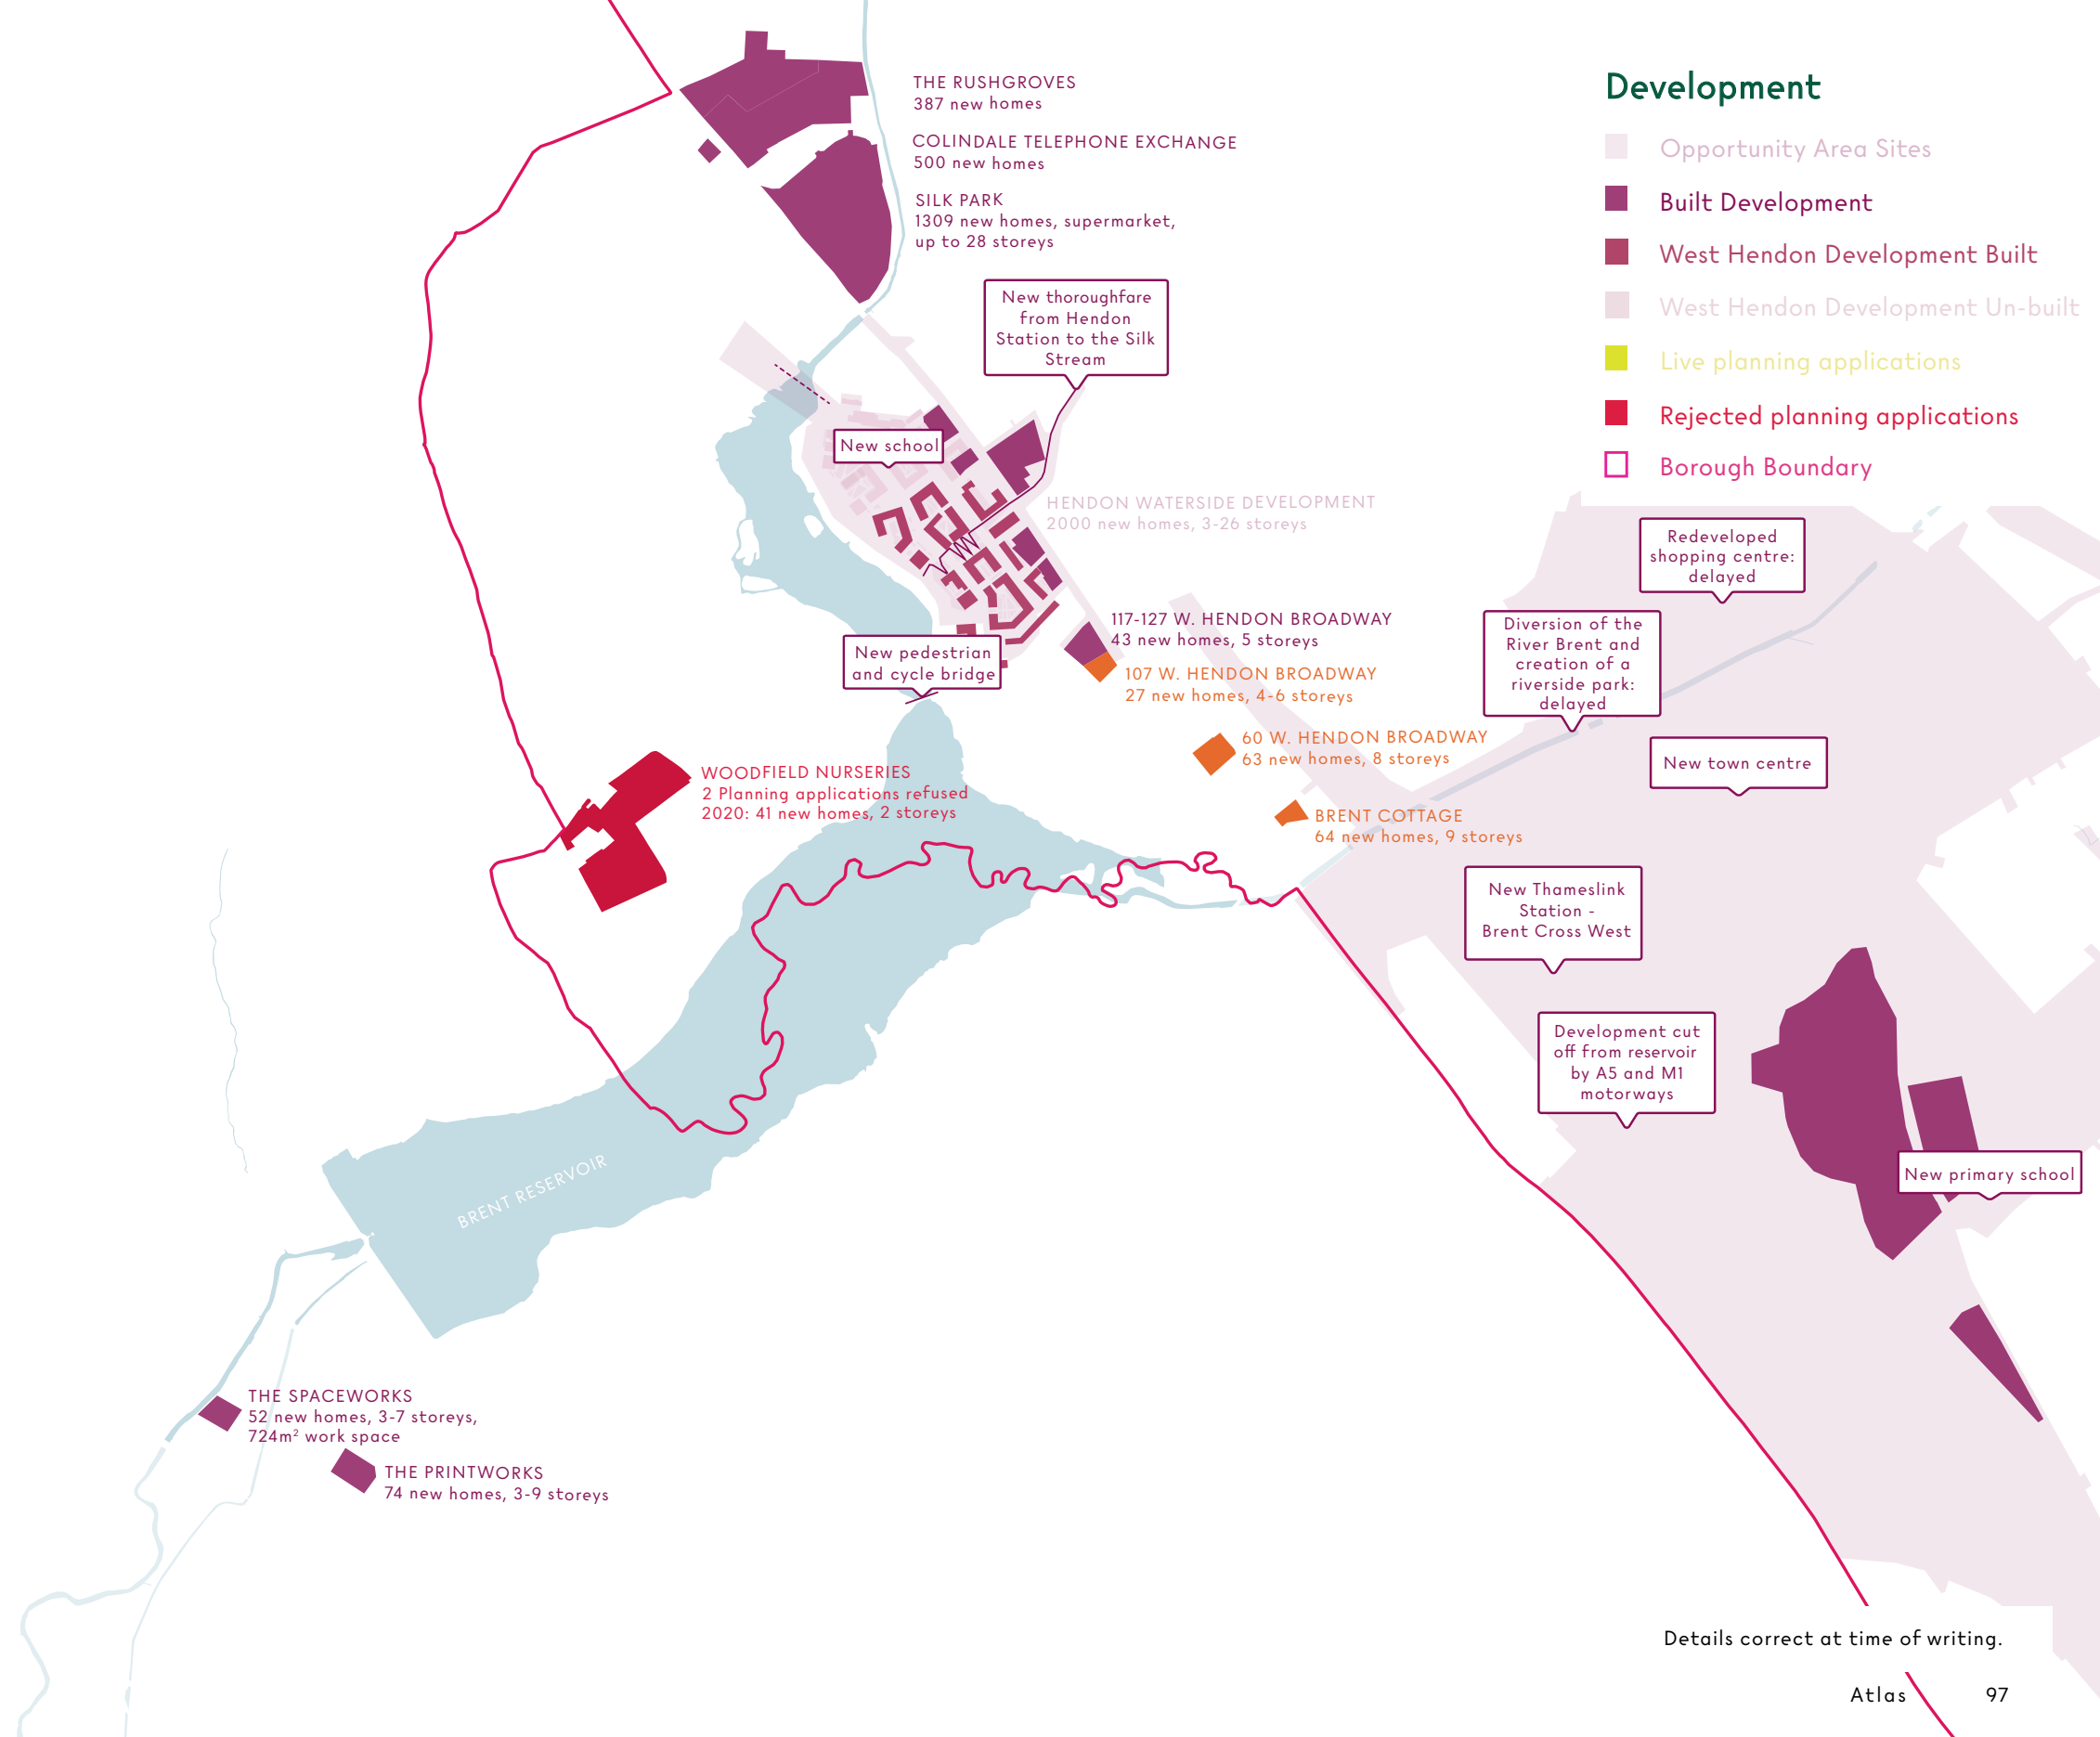 THE RUSHGROVES
387 new homes
COLINDALE TELEPHONE EXCHANGE
500 new homes
SILK PARK
1309 new homes, supermarket,
up to 28 storeys
Development
Opportunity Area Sites
Built Development
West Hendon Development Built
West Hendon Development Un-built
Live planning applications
Rejected planning applications
Borough Boundary
New thoroughfare
from Hendon
Station to the Silk
Stream
New school
HENDON WATERSIDE DEVELOPMENT
2000 new homes, 3-26 storeys
Redeveloped
shopping centre:
delayed
Diversion of the
River Brent and
creation of a
riverside park:
delayed
117-127 W. HENDON BROADWAY
43 new homes, 5 storeys
New pedestrian
and cycle bridge
107 W. HENDON BROADWAY
27 new homes, 4-6 storeys
60 W. HENDON BROADWAY
63 new homes, 8 storeys
New town centre
WOODFIELD NURSERIES
2 Planning applications refused
2020: 41 new homes, 2 storeys
BRENT COTTAGE
64 new homes, 9 storeys
New Thameslink
Station -
Brent Cross West
Development cut
off from reservoir
by A5 and M1
motorways
New primary school
BRENT RESERVOIR
THE SPACEWORKS
52 new homes, 3-7 storeys,
724m² work space
THE PRINTWORKS
74 new homes, 3-9 storeys
Details correct at time of writing.
Atlas 97